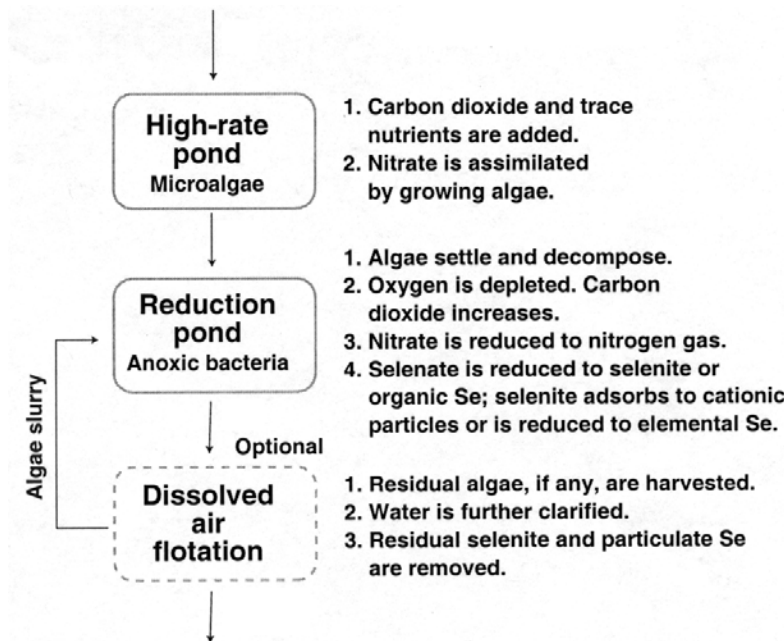 High-rate
pond
Microalgae
1. Carbon dioxide and trace
nutrients are added.
2. Nitrate is assimilated
by growing algae.
Reduction
pond
Anoxic bacteria
1. Algae settle and decompose.
2. Oxygen is depleted. Carbon
dioxide increases.
3. Nitrate is reduced to nitrogen gas.
4. Selenate is reduced to selenite or
organic Se; selenite adsorbs to cationic
particles or is reduced to elemental Se.
Algae slurry
Optional
Dissolved
air
flotation
1. Residual algae, if any, are harvested.
2. Water is further clarified.
3. Residual selenite and particulate Se
are removed.